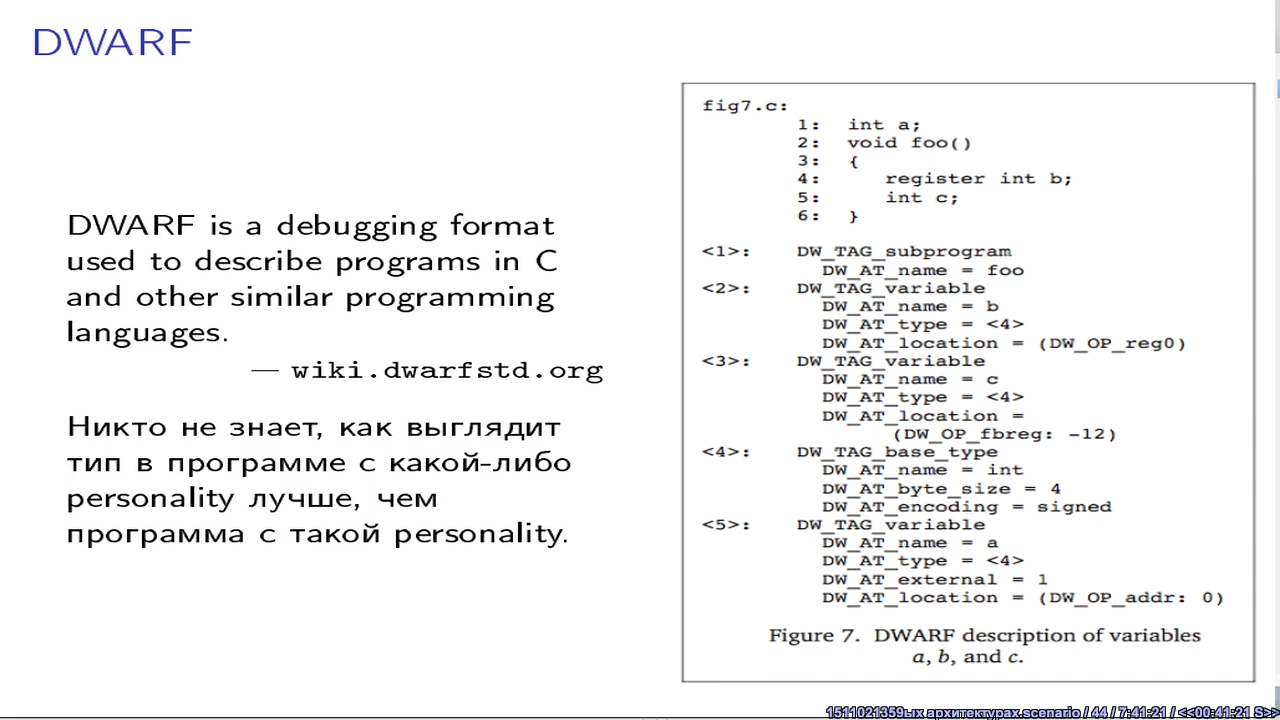 DWARF
DWARF is a debugging format
used to describe programs in C
and other similar programming
languages.
— wiki.dwarfstd.org
Никто не знает, как выглядит
тип в программе с какой-либо
personality лучше, чем
программа с такой personality.
fig7.c:
1: int a;
2: void foo()
3: {
4: register int b;
5: int c;
6: }
<1>: DW_TAG_subprogram
DW_AT_name = foo
<2>: DW_TAG_variable
DW_AT_name = b
DW_AT_type = <4>
DW_AT_location = (DW_OP_reg0)
<3>: DW_TAG_variable
DW_AT_name = c
DW_AT_type = <4>
DW_AT_location =
(DW_OP_fbreg: -12)
<4>: DW_TAG_base_type
DW_AT_name = int
DW_AT_byte_size = 4
DW_AT_encoding = signed
<5>: DW_TAG_variable
DW_AT_name = a
DW_AT_type = <4>
DW_AT_external = 1
DW_AT_location = (DW_OP_addr: 0)
Figure 7. DWARF description of variables
a, b, and c.
1511021359ых архитектурах.scenario / 44 / 7:41:21 / <<00:41:21 S>>